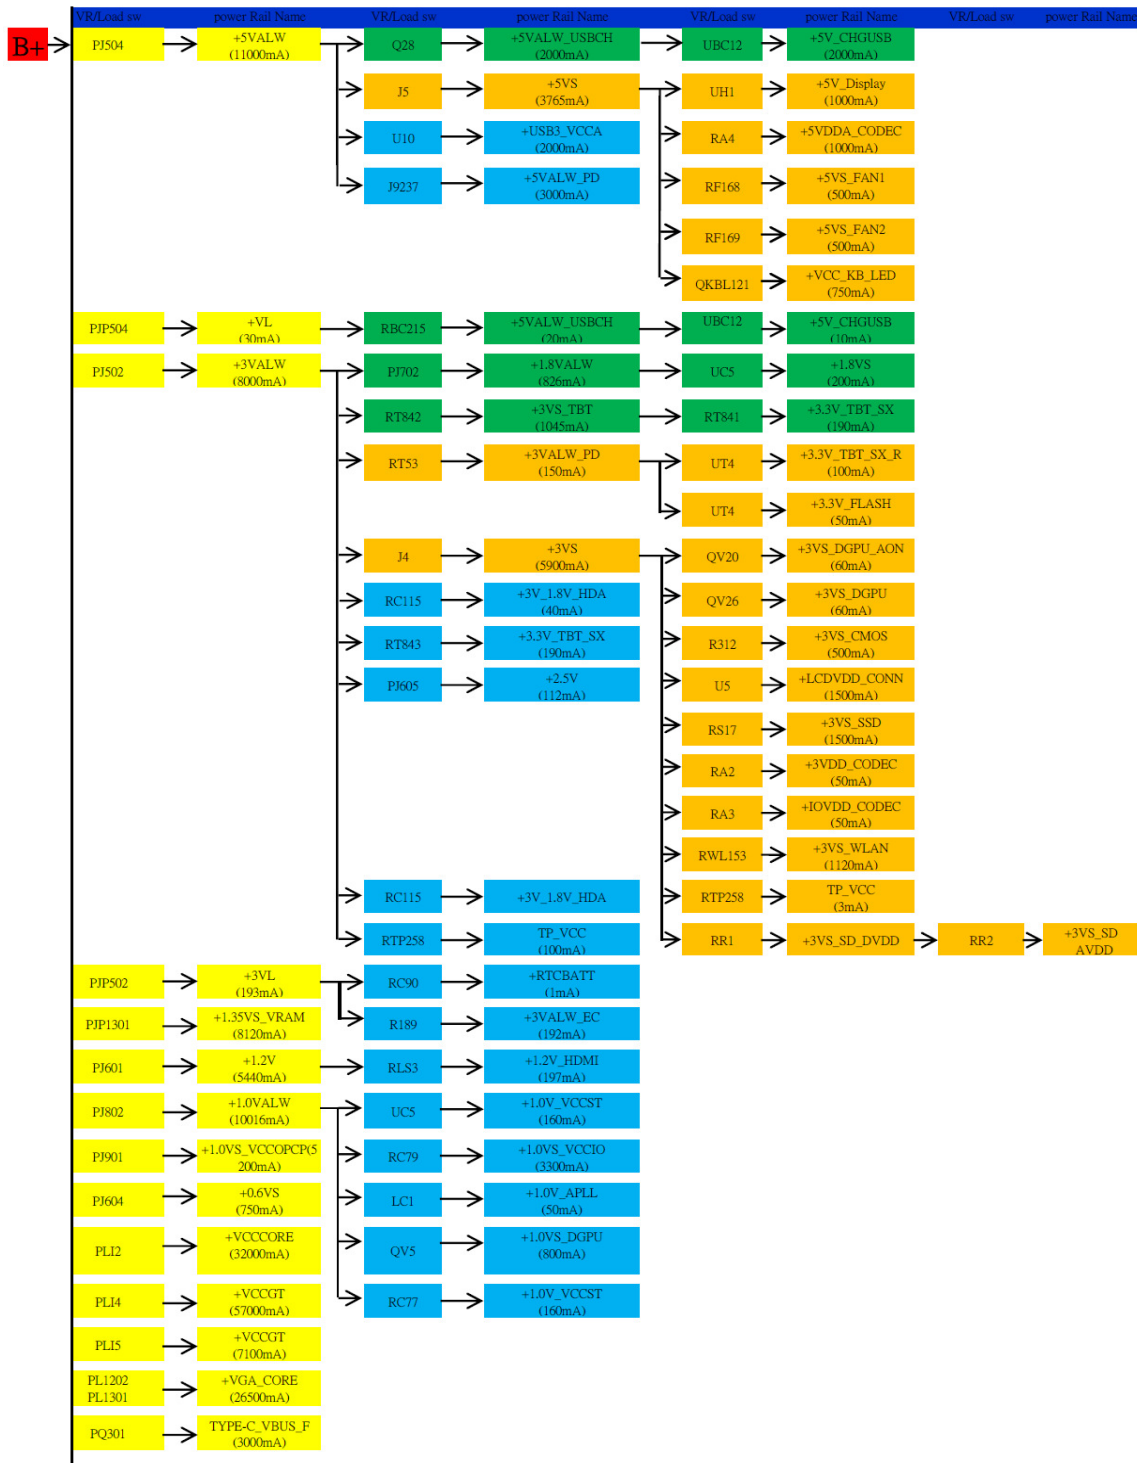 VR/Load sw power Rail Name VR/Load sw power Rail Name VR/Load sw power Rail Name VR/Load sw power Rail Name
B+
PJ504
+5VALW
(11000mA)
Q28
+5VALW_USBCH
(2000mA)
UBC12
+5V_CHGUSB
(2000mA)
J5
+5VS
(3765mA)
UH1
+5V_Display
(1000mA)
U10
+USB3_VCCA
(2000mA)
RA4
+5VDDA_CODEC
(1000mA)
J9237
+5VALW_PD
(3000mA)
RF168
+5VS_FAN1
(500mA)
RF169
+5VS_FAN2
(500mA)
QKBL121
+VCC_KB_LED
(750mA)
PJP504
+VL
(30mA)
RBC215
+5VALW_USBCH
(20mA)
UBC12
+5V_CHGUSB
(10mA)
PJ502
+3VALW
(8000mA)
PJ702
+1.8VALW
(826mA)
UC5
+1.8VS
(200mA)
RT842
+3VS_TBT
(1045mA)
RT841
+3.3V_TBT_SX
(190mA)
RT53
+3VALW_PD
(150mA)
UT4
+3.3V_TBT_SX_R
(100mA)
UT4
+3.3V_FLASH
(50mA)
J4
+3VS
(5900mA)
QV20
+3VS_DGPU_AON
(60mA)
RC115
+3V_1.8V_HDA
(40mA)
QV26
+3VS_DGPU
(60mA)
RT843
+3.3V_TBT_SX
(190mA)
R312
+3VS_CMOS
(500mA)
PJ605
+2.5V
(112mA)
U5
+LCDVDD_CONN
(1500mA)
RS17
+3VS_SSD
(1500mA)
RA2
+3VDD_CODEC
(50mA)
RA3
+IOVDD_CODEC
(50mA)
RWL153
+3VS_WLAN
(1120mA)
RC115
+3V_1.8V_HDA
RTP258
TP_VCC
(3mA)
RTP258
TP_VCC
(100mA)
RR1
+3VS_SD_DVDD
RR2
+3VS_SD
AVDD
PJP502
+3VL
(193mA)
RC90
+RTCBATT
(1mA)
PJP1301
+1.35VS_VRAM
(8120mA)
R189
+3VALW_EC
(192mA)
PJ601
+1.2V
(5440mA)
RLS3
+1.2V_HDMI
(197mA)
PJ802
+1.0VALW
(10016mA)
UC5
+1.0V_VCCST
(160mA)
PJ901
+1.0VS_VCCOPCP(5
200mA)
RC79
+1.0VS_VCCIO
(3300mA)
PJ604
+0.6VS
(750mA)
LC1
+1.0V_APLL
(50mA)
PLI2
+VCCCORE
(32000mA)
QV5
+1.0VS_DGPU
(800mA)
PLI4
+VCCGT
(57000mA)
RC77
+1.0V_VCCST
(160mA)
PLI5
+VCCGT
(7100mA)
PL1202
PL1301
+VGA_CORE
(26500mA)
PQ301
TYPE-C_VBUS_F
(3000mA)